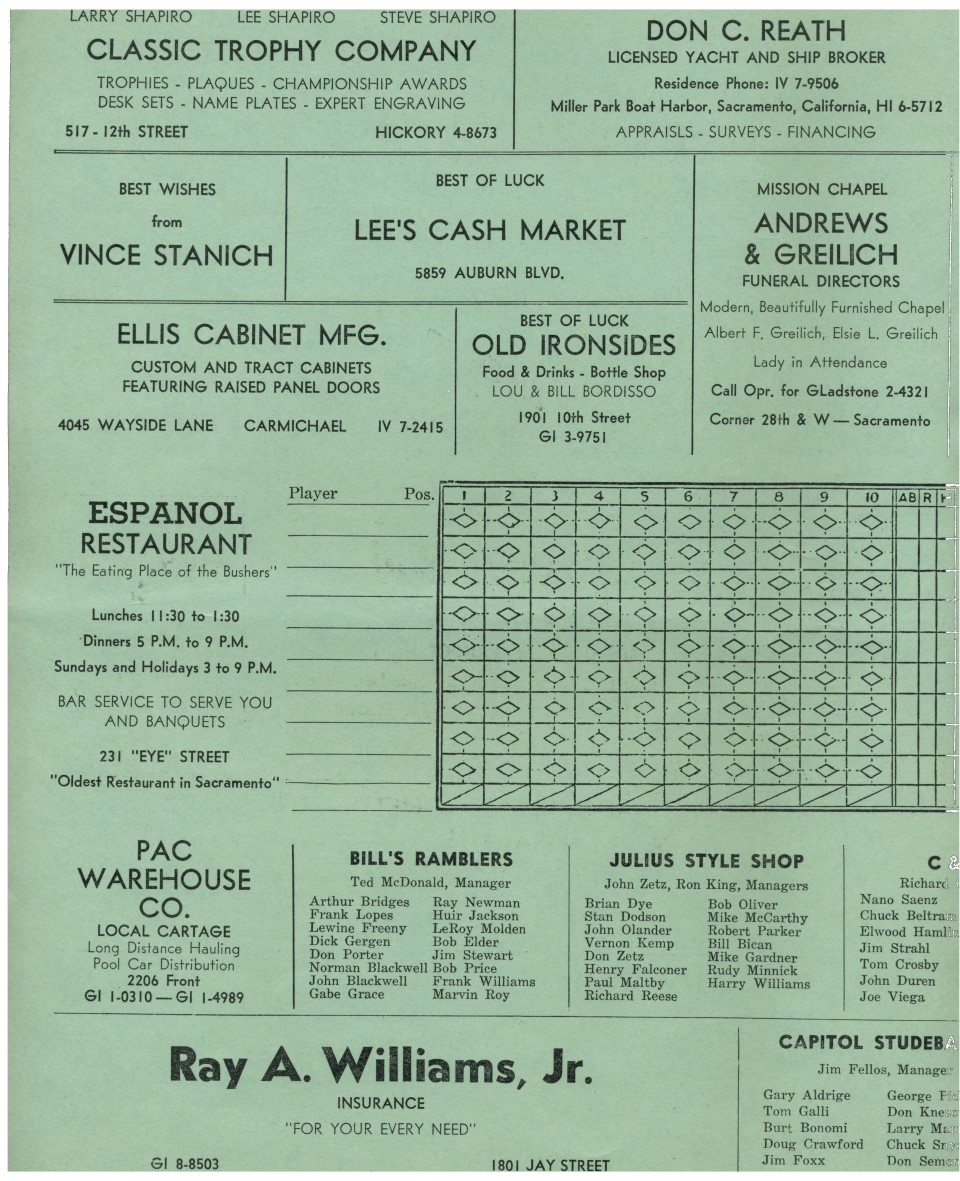 LARRY SHAPIRO LEE SHAPIRO STEVE SHAPIRO
CLASSIC TROPHY COMPANY
TROPHIES - PLAQUES - CHAMPIONSHIP AWARDS
DESK SETS - NAME PLATES - EXPERT ENGRAVING
517 - 12th STREET HICKORY 4-8673
DON C. REATH
LICENSED YACHT AND SHIP BROKER
Residence Phone: IV 7-9506
Miller Park Boat Harbor, Sacramento, California, HI 6-5712
APPRAISLS - SURVEYS - FINANCING
BEST WISHES
from
VINCE STANICH
BEST OF LUCK
LEE'S CASH MARKET
5859 AUBURN BLVD.
MISSION CHAPEL
ANDREWS
& GREILICH
FUNERAL DIRECTORS
Modern, Beautifully Furnished Chapel
Albert F. Greilich, Elsie L. Greilich
Lady in Attendance
Call Opr. for GLadstone 2-4321
Corner 28th & W — Sacramento
ELLIS CABINET MFG.
CUSTOM AND TRACT CABINETS
FEATURING RAISED PANEL DOORS
4045 WAYSIDE LANE CARMICHAEL IV 7-2415
BEST OF LUCK
OLD IRONSIDES
Food & Drinks - Bottle Shop
LOU & BILL BORDISSO
1901 10th Street
GI 3-9751
ESPANOL
RESTAURANT
"The Eating Place of the Bushers"
Lunches 11:30 to 1:30
Dinners 5 P.M. to 9 P.M.
Sundays and Holidays 3 to 9 P.M.
BAR SERVICE TO SERVE YOU
AND BANQUETS
231 "EYE" STREET
"Oldest Restaurant in Sacramento"
Player Pos. 1 2 3 4 5 6 7 8 9 10 AB R H
PAC
WAREHOUSE
CO.
LOCAL CARTAGE
Long Distance Hauling
Pool Car Distribution
2206 Front
GI 1-0310 — GI 1-4989
BILL'S RAMBLERS
Ted McDonald, Manager
Arthur Bridges Ray Newman
Frank Lopes Huir Jackson
Lewine Freeny LeRoy Molden
Dick Gergen Bob Elder
Don Porter Jim Stewart
Norman Blackwell Bob Price
John Blackwell Frank Williams
Gabe Grace Marvin Roy
JULIUS STYLE SHOP
John Zetz, Ron King, Managers
Brian Dye Bob Oliver
Stan Dodson Mike McCarthy
John Olander Robert Parker
Vernon Kemp Bill Bican
Don Zetz Mike Gardner
Henry Falconer Rudy Minnick
Paul Maltby Harry Williams
Richard Reese
C &
Richard
Nano Saenz
Chuck
Elwood
Jim Strahl
Tom Crosby
John Duren
Joe Viega
Ray A. Williams, Jr.
INSURANCE
"FOR YOUR EVERY NEED"
GI 8-8503 1801 JAY STREET
CAPITOL
Jim Fellos, Manager
Gary Aldrige George
Tom Galli Don
Burt Bonomi Larry
Doug Crawford Chuck
Jim Foxx Don